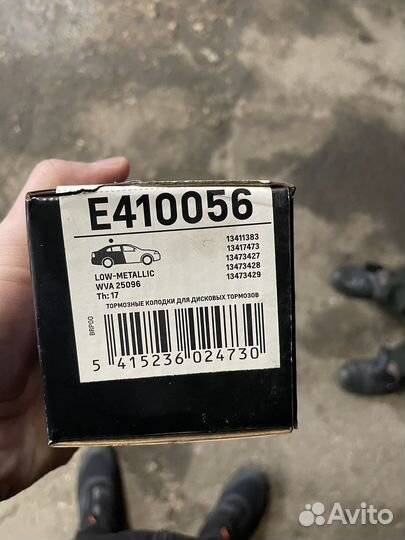 E410056
LOW-METALLIC
WVA 25096
Th: 17
13411383
13417473
13473427
13473428
13473429
ТОРМОЗНЫЕ КОЛОДКИ ДЛЯ ДИСКОВЫХ ТОРМОЗОВ
BRP00
5 415236 024730
Avito